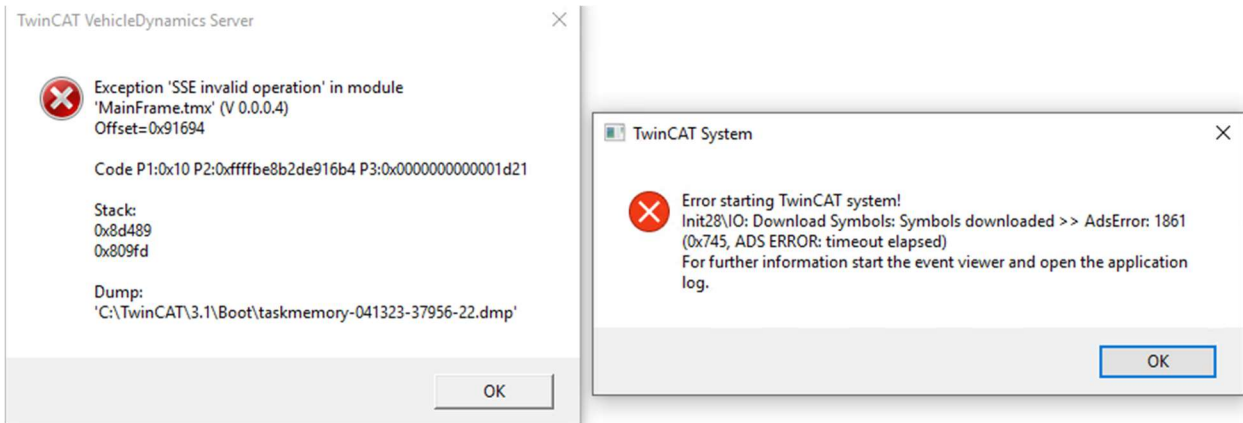 TwinCAT VehicleDynamics Server
Exception 'SSE invalid operation' in module
'MainFrame.tmx' (V 0.0.0.4)
Offset=0x91694
Code P1:0x10 P2:0xffffbe8b2de916b4 P3:0x0000000000001d21
Stack:
0x8d489
0x809fd
Dump:
'C:\TwinCAT\3.1\Boot\taskmemory-041323-37956-22.dmp'
OK
TwinCAT System
Error starting TwinCAT system!
Init28\IO: Download Symbols: Symbols downloaded >> AdsError: 1861
(0x745, ADS ERROR: timeout elapsed)
For further information start the event viewer and open the application
log.
OK